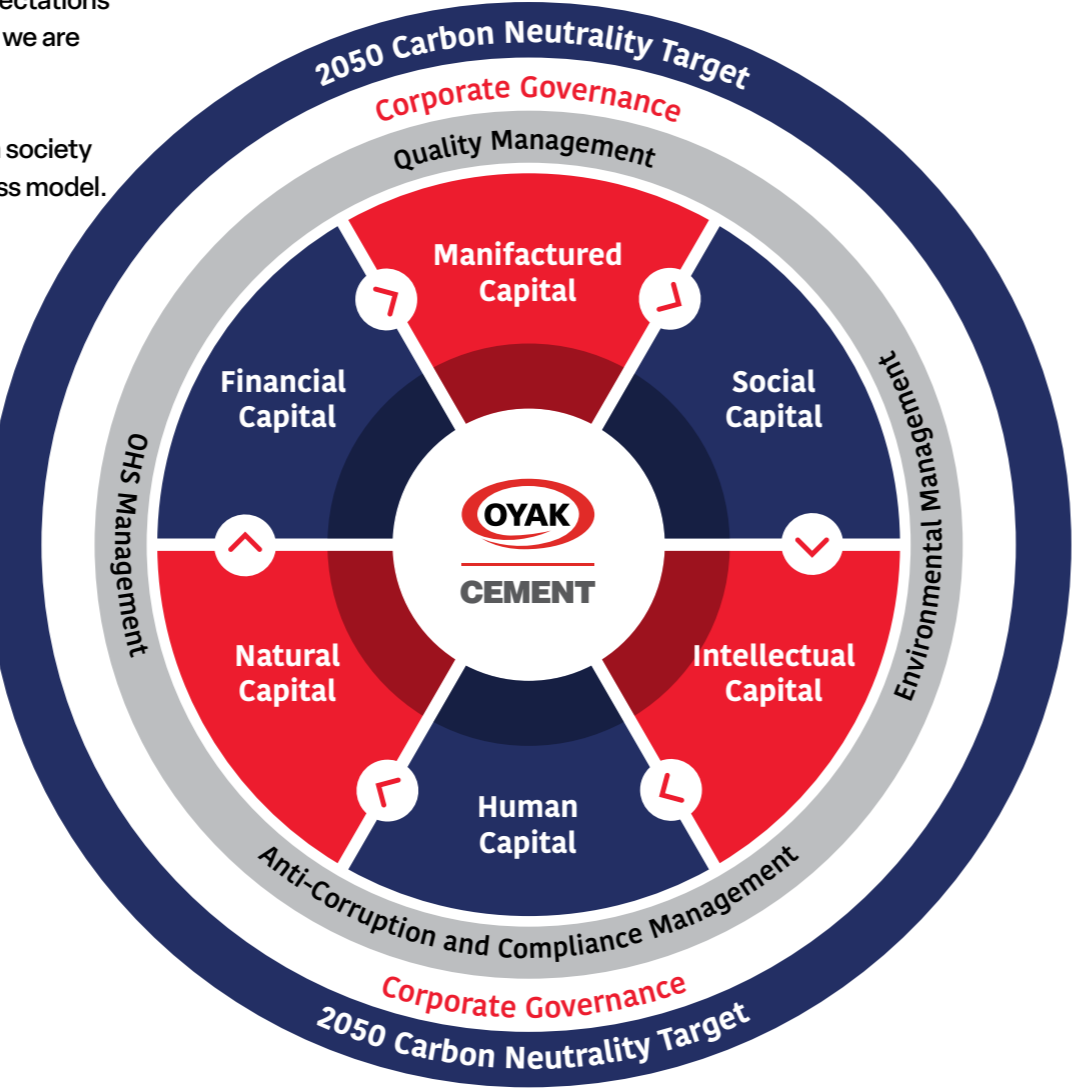 we are
society
model.
2050 Carbon Neutrality Target
Corporate Governance
Quality Management
Manifactured
Capital
Financial
Capital
Social
Capital
OHS Management
Environmental Management
OYAK
CEMENT
Natural
Capital
Intellectual
Capital
Human
Capital
Anti-Corruption and Compliance Management
Corporate Governance
2050 Carbon Neutrality Target